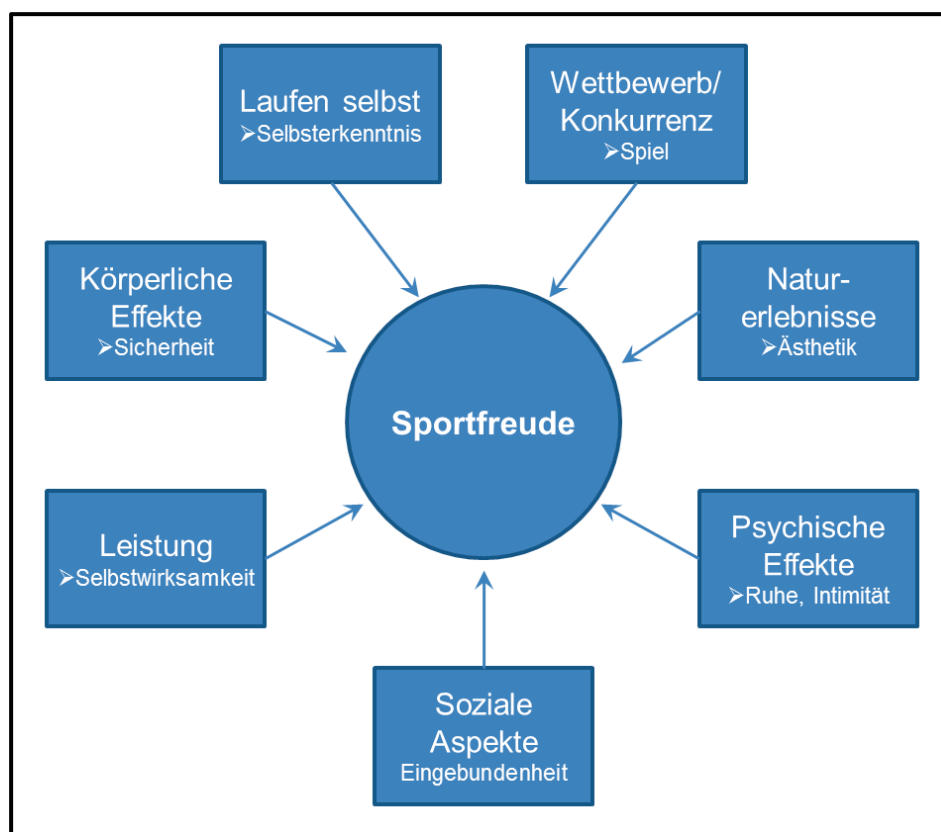 Laufen selbst
➢Selbsterkenntnis
Wettbewerb/
Konkurrenz
➢Spiel
Körperliche
Effekte
➢Sicherheit
Natur-
erlebnisse
➢Ästhetik
Sportfreude
Leistung
➢Selbstwirksamkeit
Psychische
Effekte
➢Ruhe, Intimität
Soziale
Aspekte
Eingebundenheit